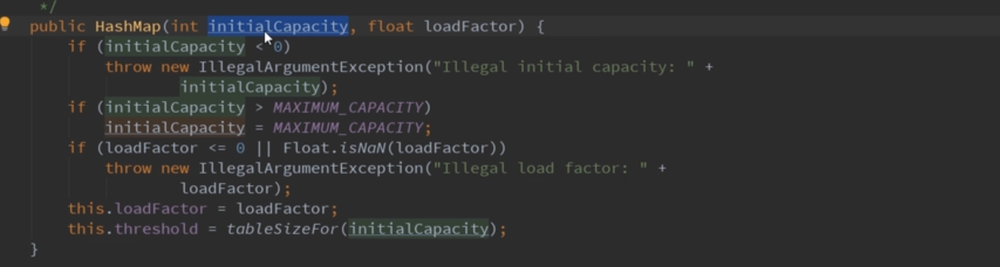 */
public HashMap(int initialCapacity, float loadFactor) {
if (initialCapacity < 0)
throw new IllegalArgumentException("Illegal initial capacity: " +
initialCapacity);
if (initialCapacity > MAXIMUM_CAPACITY)
initialCapacity = MAXIMUM_CAPACITY;
if (loadFactor <= 0 || Float.isNaN(loadFactor))
throw new IllegalArgumentException("Illegal load factor: " +
loadFactor);
this.loadFactor = loadFactor;
this.threshold = tableSizeFor(initialCapacity);
}